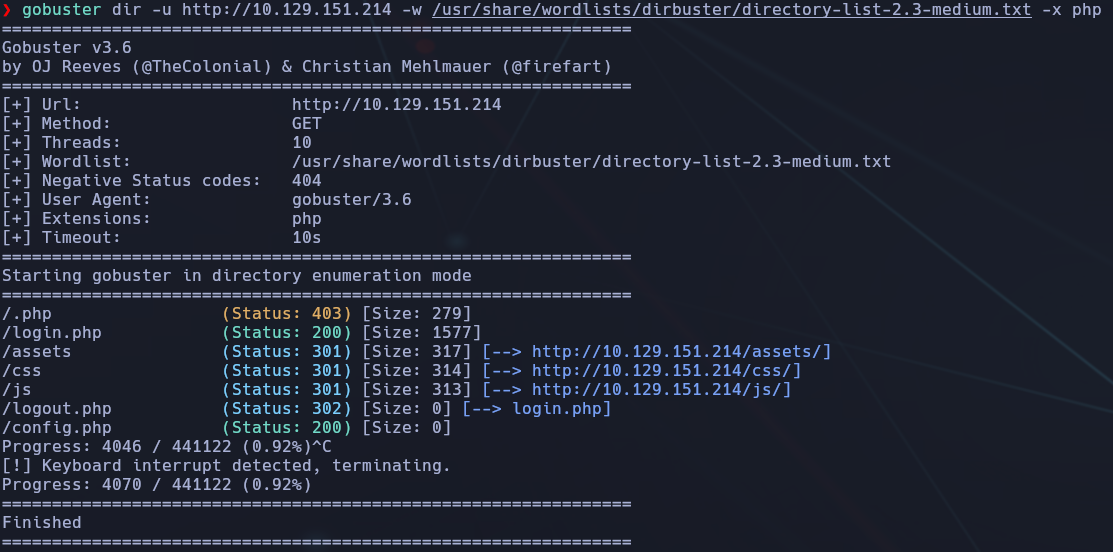 ❯ gobuster dir -u http://10.129.151.214 -w /usr/share/wordlists/dirbuster/directory-list-2.3-medium.txt -x php
===============================================================
Gobuster v3.6
by OJ Reeves (@TheColonial) & Christian Mehlmauer (@firefart)
===============================================================
[+] Url:                     http://10.129.151.214
[+] Method:                  GET
[+] Threads:                 10
[+] Wordlist:                /usr/share/wordlists/dirbuster/directory-list-2.3-medium.txt
[+] Negative Status codes:   404
[+] User Agent:              gobuster/3.6
[+] Extensions:              php
[+] Timeout:                 10s
===============================================================
Starting gobuster in directory enumeration mode
===============================================================
/.php                 (Status: 403) [Size: 279]
/login.php            (Status: 200) [Size: 1577]
/assets               (Status: 301) [Size: 317] [--> http://10.129.151.214/assets/]
/css                  (Status: 301) [Size: 314] [--> http://10.129.151.214/css/]
/js                   (Status: 301) [Size: 313] [--> http://10.129.151.214/js/]
/logout.php           (Status: 302) [Size: 0] [--> login.php]
/config.php           (Status: 200) [Size: 0]
Progress: 4046 / 441122 (0.92%)^C
[!] Keyboard interrupt detected, terminating.
Progress: 4070 / 441122 (0.92%)
===============================================================
Finished
===============================================================